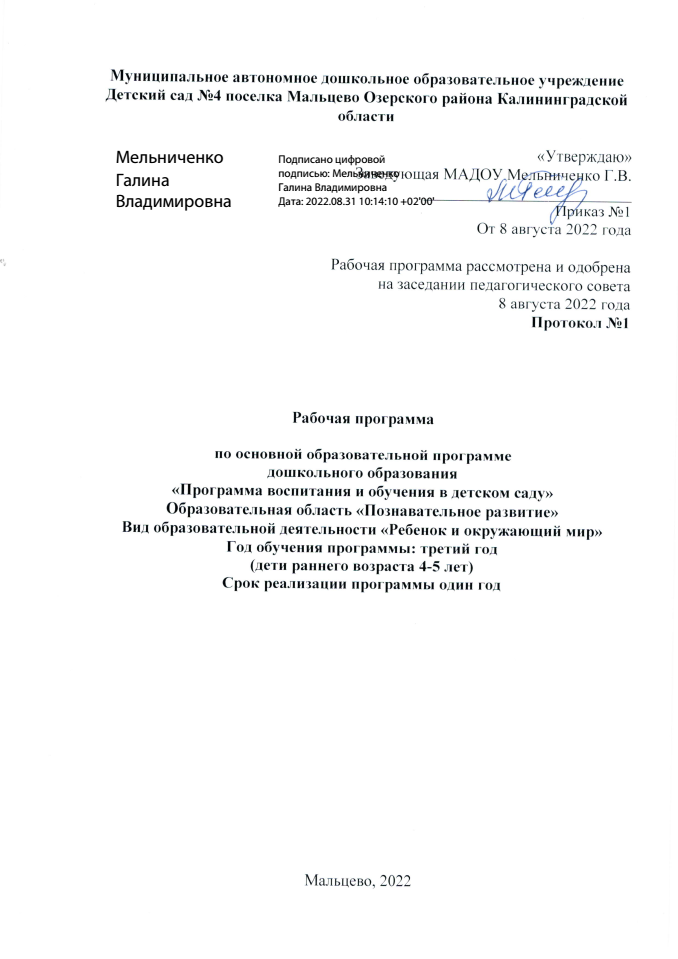 Муниципальное автономное дошкольное образовательное учреждение
Детский сад №4 поселка Мальцево Озерского района Калининградской
области
Мельниченко
Галина
Владимировна
Подписано цифровой
подписью: Мельниченко
Галина Владимировна
Дата: 2022.08.31 10:14:10 +02'00'
«Утверждаю»
Заведующая МАДОУ Мельниченко Г.В.
Приказ №1
От 8 августа 2022 года
Рабочая программа рассмотрена и одобрена
на заседании педагогического совета
8 августа 2022 года
Протокол №1
Рабочая программа
по основной образовательной программе
дошкольного образования
«Программа воспитания и обучения в детском саду»
Образовательная область «Познавательное развитие»
Вид образовательной деятельности «Ребенок и окружающий мир»
Год обучения программы: третий год
(дети раннего возраста 4-5 лет)
Срок реализации программы один год
Мальцево, 2022